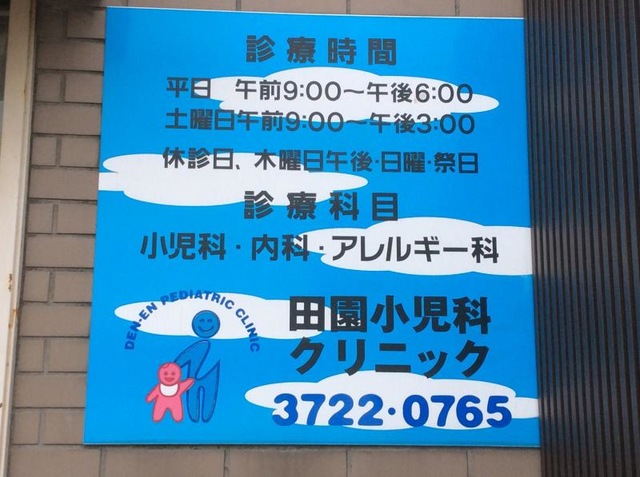 診療時間
平日 午前9:00〜午後6:00
土曜日午前9:00〜午後3:00
休診日、木曜日午後・日曜・祭日
診療科目
小児科・内科・アレルギー科
DEN-EN PEDIATRIC CLINIC
田園小児科
クリニック
3722・0765